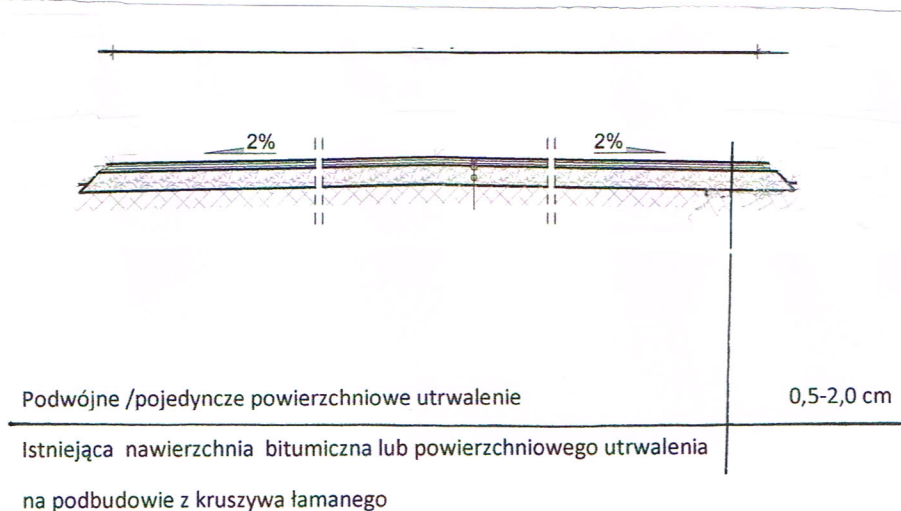 2% 2%
Podwójne /pojedyncze powierzchniowe utrwalenie 0,5-2,0 cm
Istniejąca nawierzchnia bitumiczna lub powierzchniowego utrwalenia
na podbudowie z kruszywa łamanego